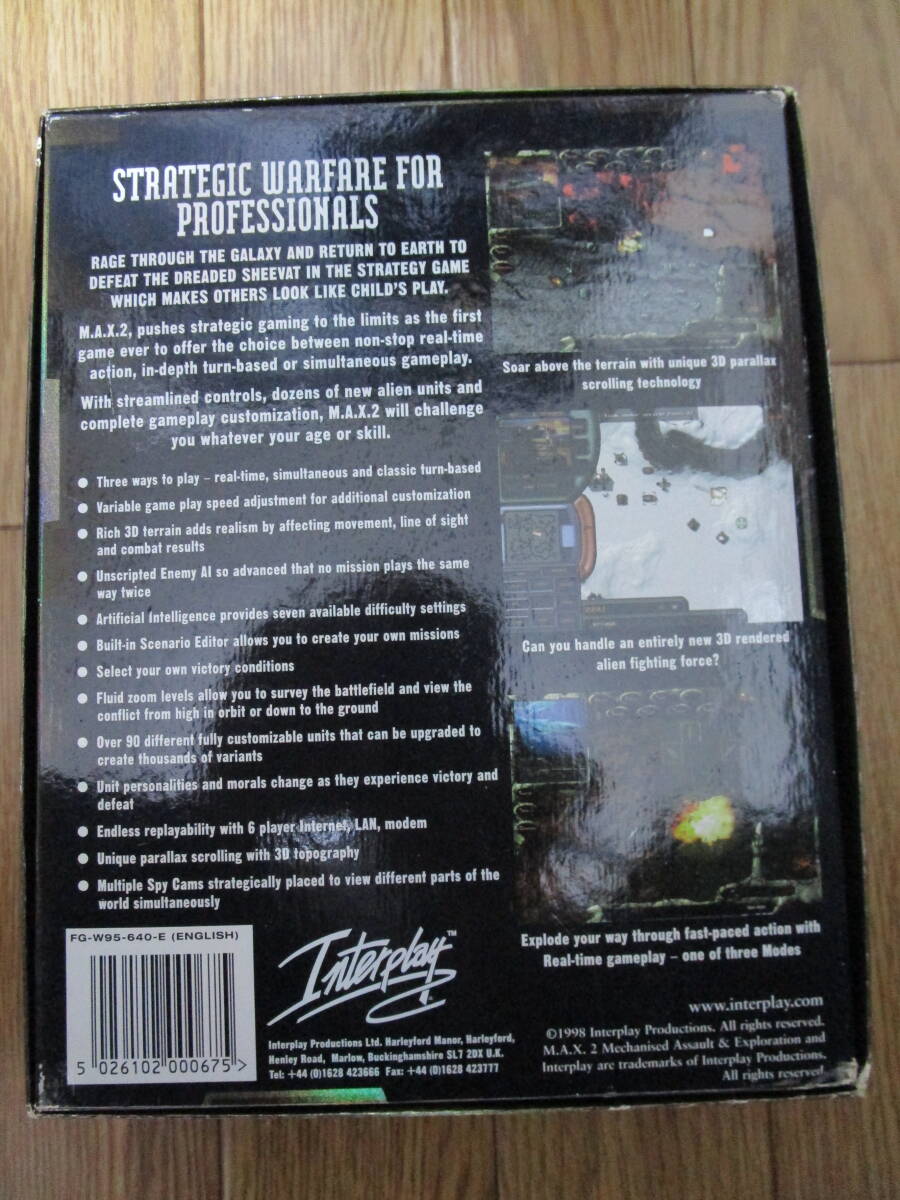 STRATEGIC WARFARE FOR
PROFESSIONALS
RAGE THROUGH THE GALAXY AND RETURN TO EARTH TO
DEFEAT THE DREADED SHEEVAT IN THE STRATEGY GAME
WHICH MAKES OTHERS LOOK LIKE CHILD'S PLAY.
M.A.X.2, pushes strategic gaming to the limits as the first
game ever to offer the choice between non-stop real-time
action, in-depth turn-based or simultaneous gameplay.
With streamlined controls, dozens of new alien units and
complete gameplay customization, M.A.X.2 will challenge
you whatever your age or skill.
● Three ways to play – real-time, simultaneous and classic turn-based
● Variable game play speed adjustment for additional customization
● Rich 3D terrain adds realism by affecting movement, line of sight
and combat results
● Unscripted Enemy AI so advanced that no mission plays the same
way twice
● Artificial Intelligence provides seven available difficulty settings
● Built-in Scenario Editor allows you to create your own missions
● Select your own victory conditions
● Fluid zoom levels allow you to survey the battlefield and view the
conflict from high in orbit or down to the ground
● Over 90 different fully customizable units that can be upgraded to
create thousands of variants
● Unit personalities and morals change as they experience victory and
defeat
● Endless replayability with 6 player Internet, LAN, modem
● Unique parallax scrolling with 3D topography
● Multiple Spy Cams strategically placed to view different parts of the
world simultaneously
Soar above the terrain with unique 3D parallax
scrolling technology
Can you handle an entirely new 3D rendered
alien fighting force?
Explode your way through fast-paced action with
Real-time gameplay – one of three Modes
FG-W95-640-E (ENGLISH)
5 026102 000675 >
Interplay™
Interplay Productions Ltd. Harleyford Manor, Harleyford,
Henley Road, Marlow, Buckinghamshire SL7 2DX U.K.
Tel: +44 (0)1628 423666 Fax: +44 (0)1628 423777
www.interplay.com
©1998 Interplay Productions. All rights reserved.
M.A.X. 2 Mechanised Assault & Exploration and
Interplay are trademarks of Interplay Productions.
All rights reserved.